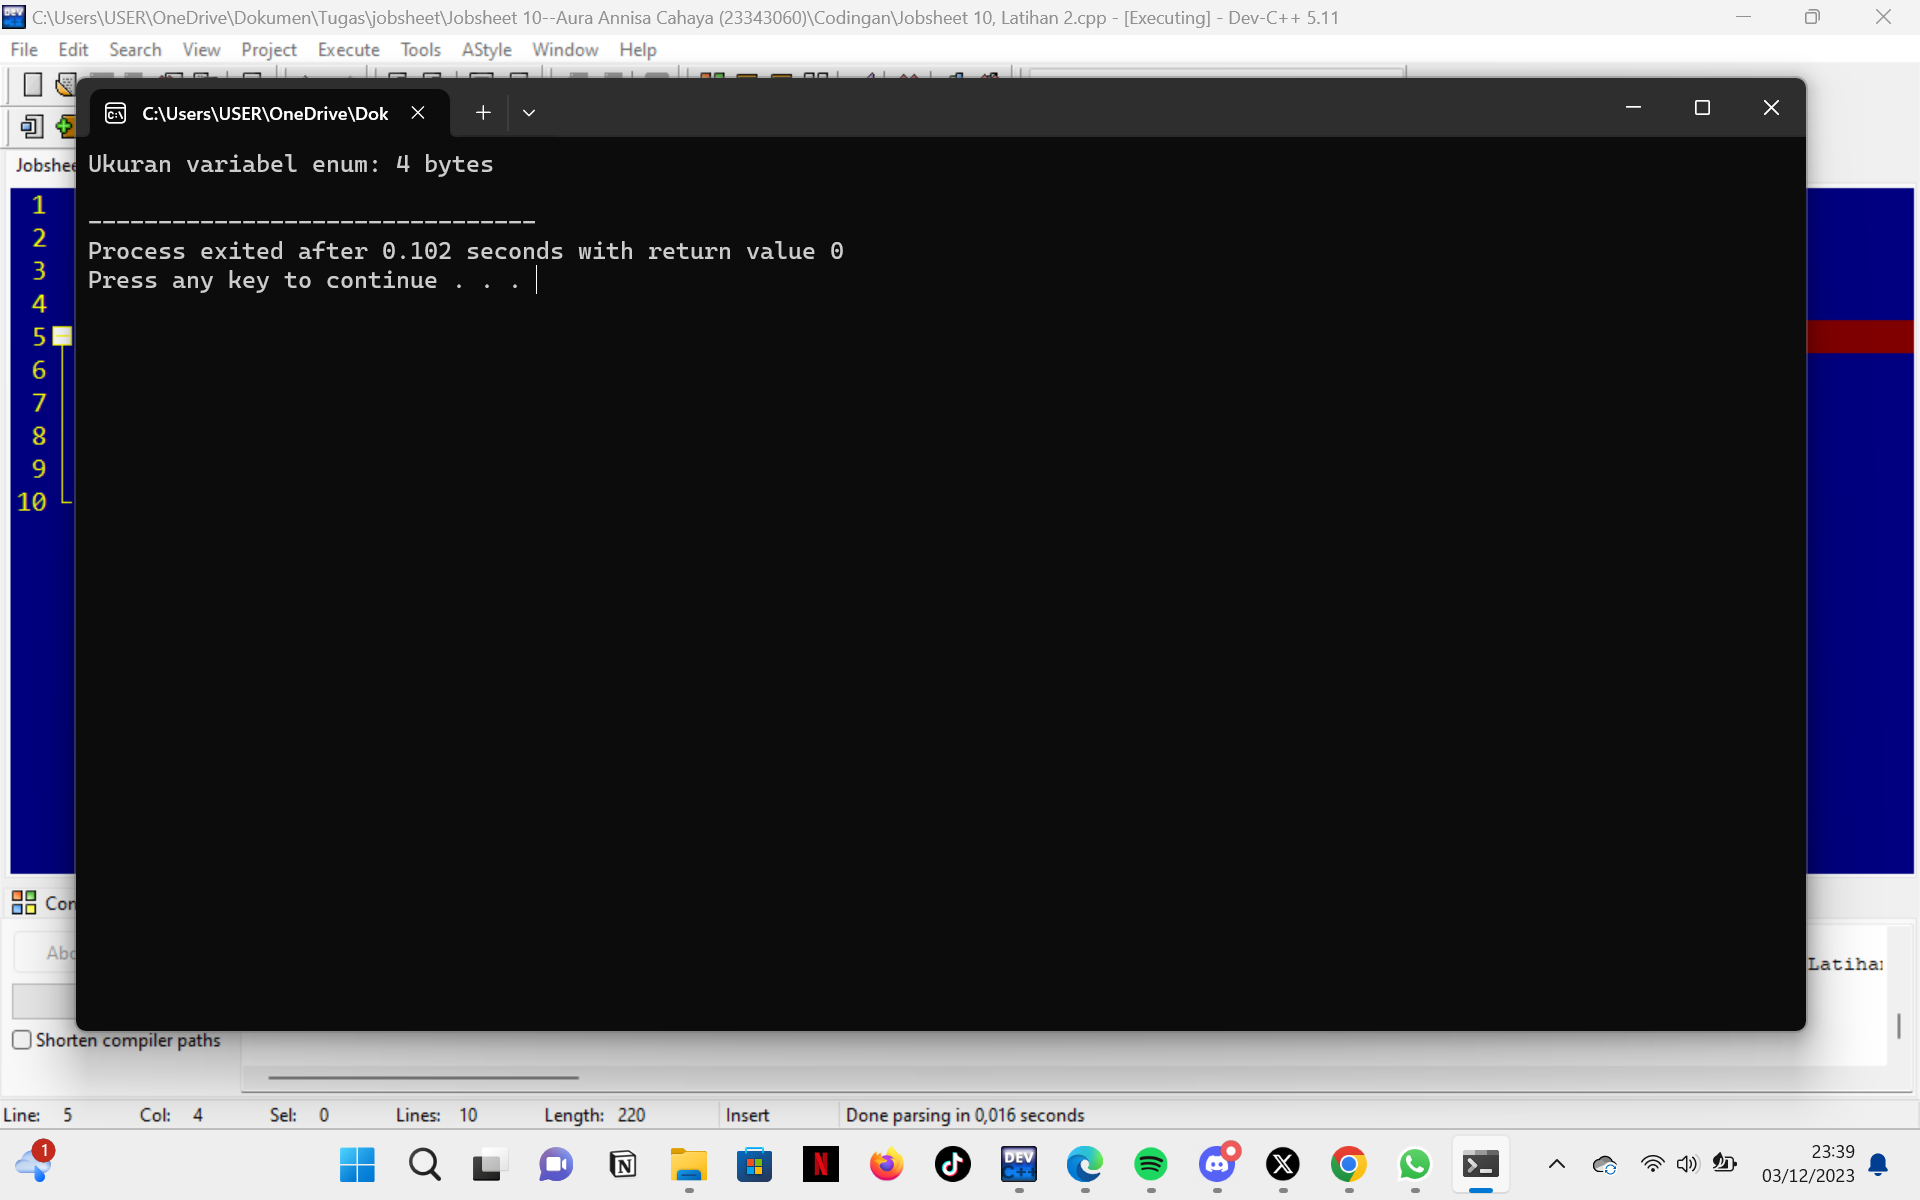 C:\Users\USER\OneDrive\Dokumen\Tugas\jobsheet\Jobsheet 10--Aura Annisa Cahaya (23343060)\Codingan\Jobsheet 10, Latihan 2.cpp - [Executing] - Dev-C++ 5.11
File Edit Search View Project Execute Tools AStyle Window Help
C:\Users\USER\OneDrive\Dok
Ukuran variabel enum: 4 bytes
--------------------------------
Process exited after 0.102 seconds with return value 0
Press any key to continue . . .
1
2
3
4
5
6
7
8
9
10
Shorten compiler paths
Line: 5 Col: 4 Sel: 0 Lines: 10 Length: 220 Insert Done parsing in 0,016 seconds
1
DEV C++
23:39
03/12/2023